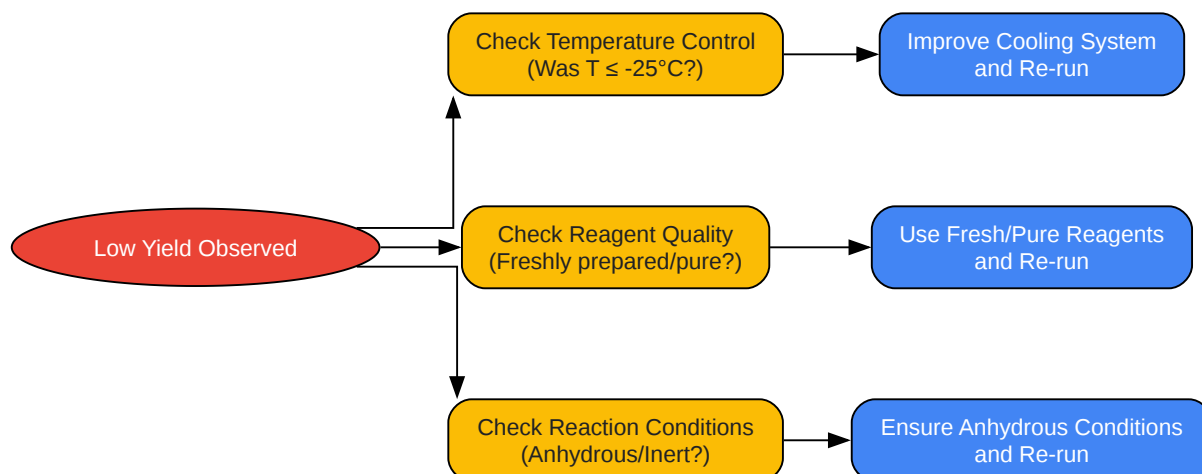 Check Temperature Control
(Was T ≤ -25°C?)
Improve Cooling System
and Re-run
Low Yield Observed
Check Reagent Quality
(Freshly prepared/pure?)
Use Fresh/Pure Reagents
and Re-run
Check Reaction Conditions
(Anhydrous/Inert?)
Ensure Anhydrous Conditions
and Re-run